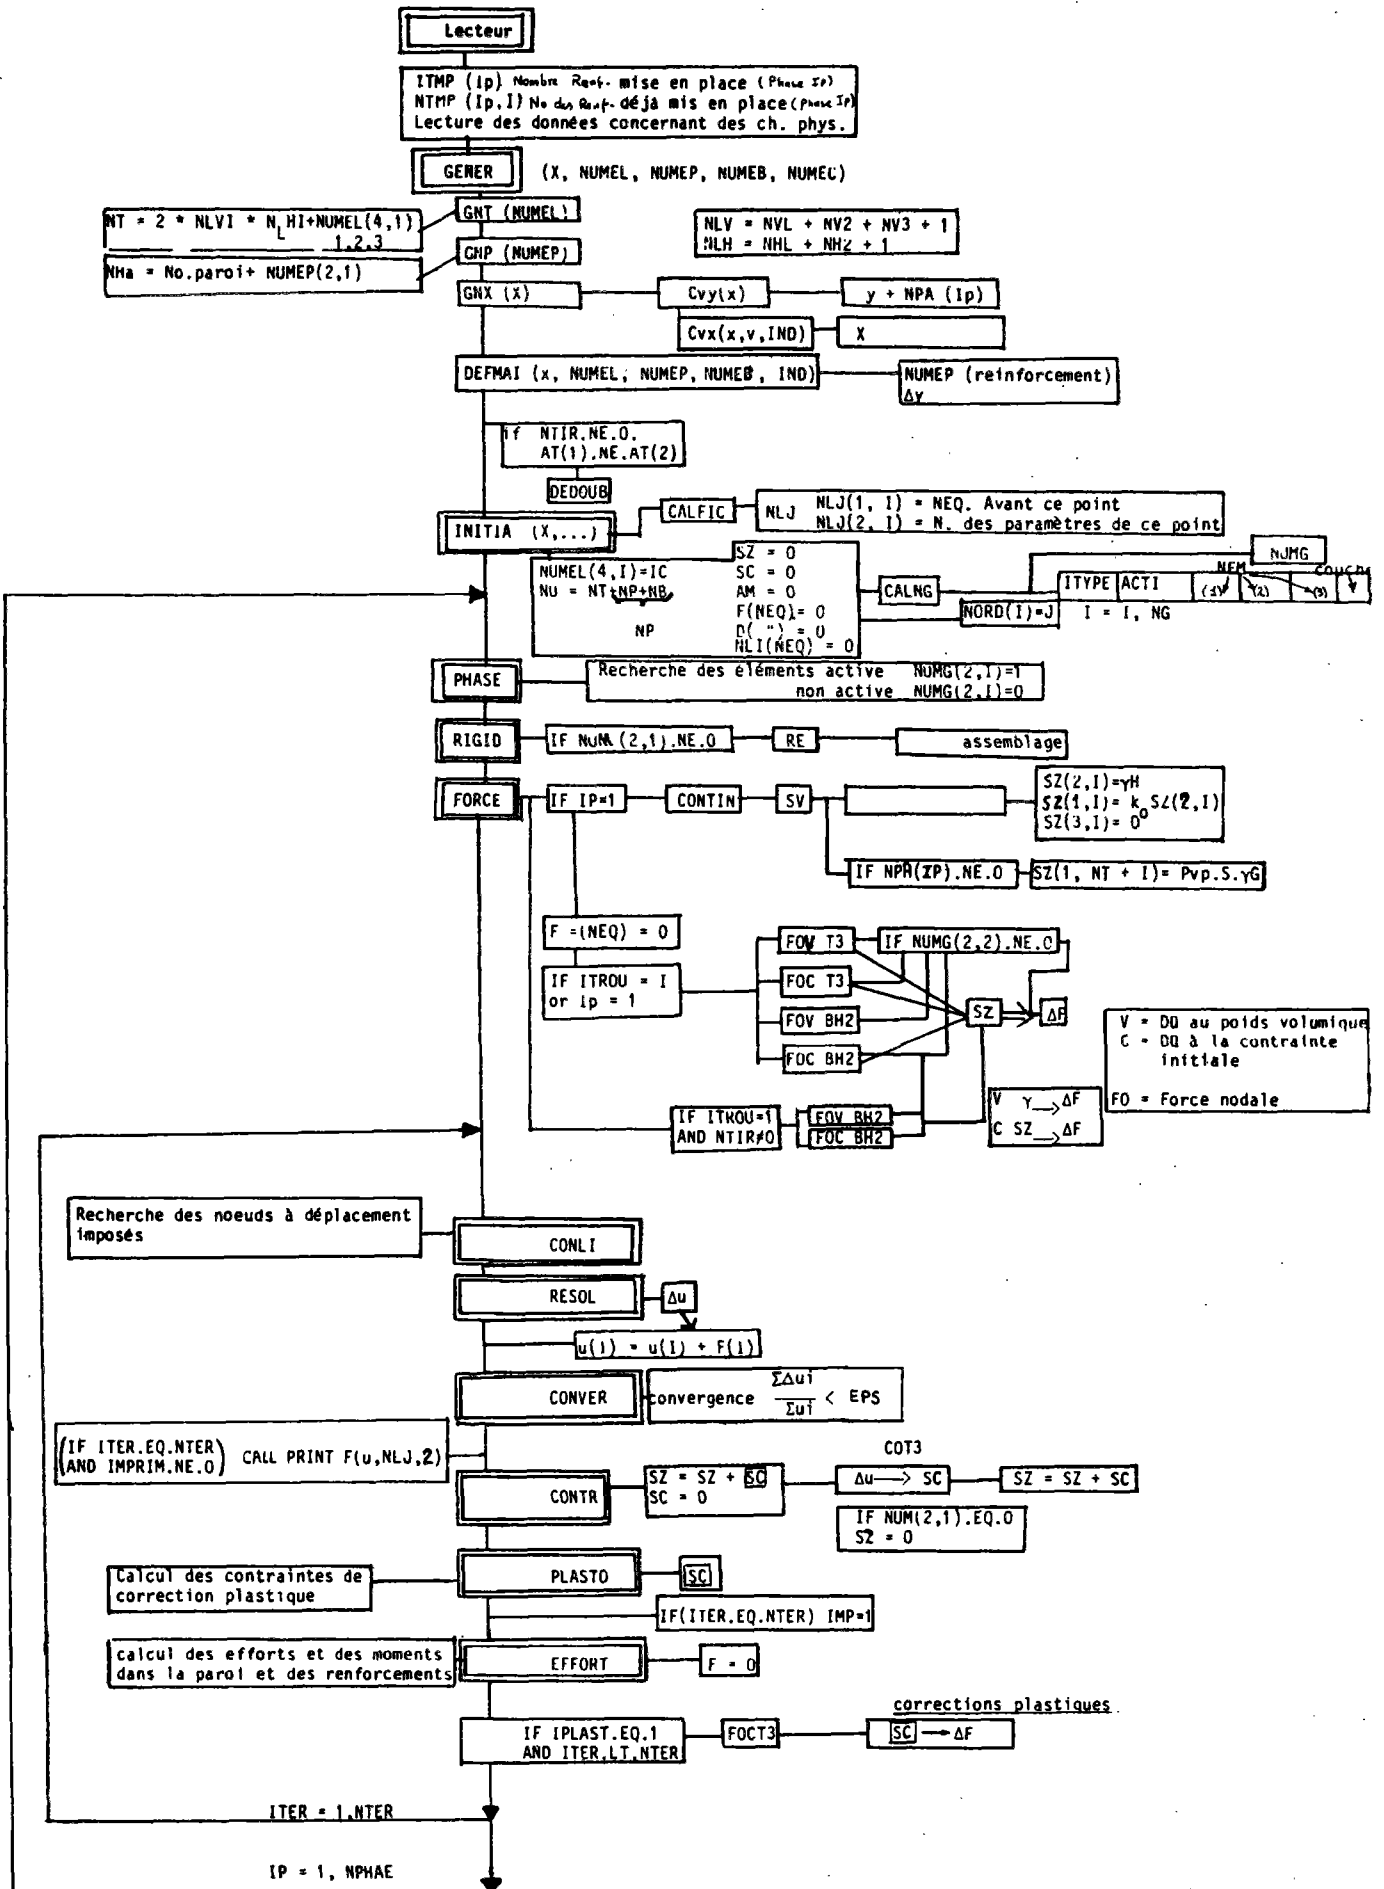 Lecteur
ITMP (Ip) Nombre Renf. mise en place (Phase Ip)
NTMP (Ip,I) No des Renf. déjà mis en place (Phase Ip)
Lecture des données concernant des ch. phys.
GENER (X, NUMEL, NUMEP, NUMEB, NUMEC)
NT = 2 * NLVI * NLHI+NUMEL(4,1)
1.2.3
GNT (NUMEL)
NLV = NVL + NV2 + NV3 + 1
NLH = NHL + NH2 + 1
GHP (NUMEP)
NHa = No.paroi+ NUMEP(2,1)
GNX (X)
Cvy(x)
y + NPA (Ip)
Cvx(x,v,IND)
X
DEFMAI (x, NUMEL, NUMEP, NUMEB, IND)
NUMEP (reinforcement)
Δy
if NTIR.NE.0.
AT(1).NE.AT(2)
DEDOUB
INITIA (X,...)
CALFIC
NLJ
NLJ(1, I) = NEQ. Avant ce point
NLJ(2, I) = N. des paramètres de ce point
NUMEL(4,I)=IC
NU = NT+NP+NB
NP
SZ = 0
SC = 0
AM = 0
F(NEQ)= 0
D( " ) = 0
NLI(NEQ) = 0
CALNG
NUMG
NEM
couche
ITYPE ACTI (1) (2) (3)
NORD(I)=J
I = I, NG
PHASE
Recherche des éléments active NUMG(2,I)=1
non active NUMG(2,I)=0
RIGID
IF NUM (2,1).NE.0
RE
assemblage
FORCE
IF IP=1
CONTIN
SV
SZ(2,I)=γH
SZ(1,I)= k0 SZ(2,I)
SZ(3,I)= 0
IF NPA(IP).NE.0
SZ(1, NT + I)= Pvp.S.γG
F =(NEQ) = 0
IF ITROU = I
or Ip = 1
FOV T3
IF NUMG(2,2).NE.0
FOC T3
FOV BH2
FOC BH2
SZ
ΔF
V = DQ au poids volumique
C = DQ à la contrainte
initiale
FO = Force nodale
IF ITROU=1
AND NTIR≠0
FOV BH2
FOC BH2
V γ → ΔF
C SZ → ΔF
Recherche des noeuds à déplacement
imposés
CONLI
RESOL
Δu
u(1) = u(I) + F(1)
CONVER
convergence ΣΔui / Σui < EPS
(IF ITER.EQ.NTER)
(AND IMPRIM.NE.0) CALL PRINT F(u,NLJ,2)
CONTR
SZ = SZ + SC
SC = 0
COT3
Δu → SC
SZ = SZ + SC
IF NUM(2,1).EQ.0
SZ = 0
Calcul des contraintes de
correction plastique
PLASTO
SC
IF(ITER.EQ.NTER) IMP=1
calcul des efforts et des moments
dans la paroi et des renforcements
EFFORT
F = 0
corrections plastiques
IF IPLAST.EQ.1
AND ITER.LT.NTER
FOCT3
SC → ΔF
ITER = 1,NTER
IP = 1, NPHAE